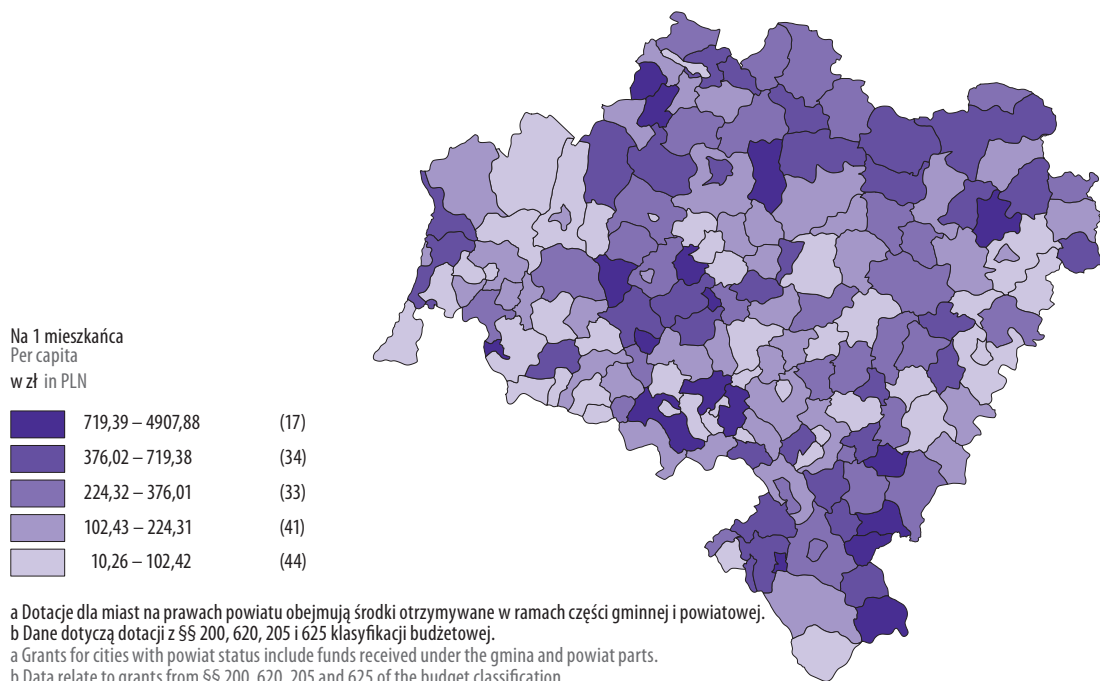 Na 1 mieszkańca
Per capita
w zł in PLN
719,39 – 4907,88 (17)
376,02 – 719,38 (34)
224,32 – 376,01 (33)
102,43 – 224,31 (41)
10,26 – 102,42 (44)
a Dotacje dla miast na prawach powiatu obejmują środki otrzymywane w ramach części gminnej i powiatowej.
b Dane dotyczą dotacji z §§ 200, 620, 205 i 625 klasyfikacji budżetowej.
a Grants for cities with powiat status include funds received under the gmina and powiat parts.
b Data relate to grants from §§ 200, 620, 205 and 625 of the budget classification.